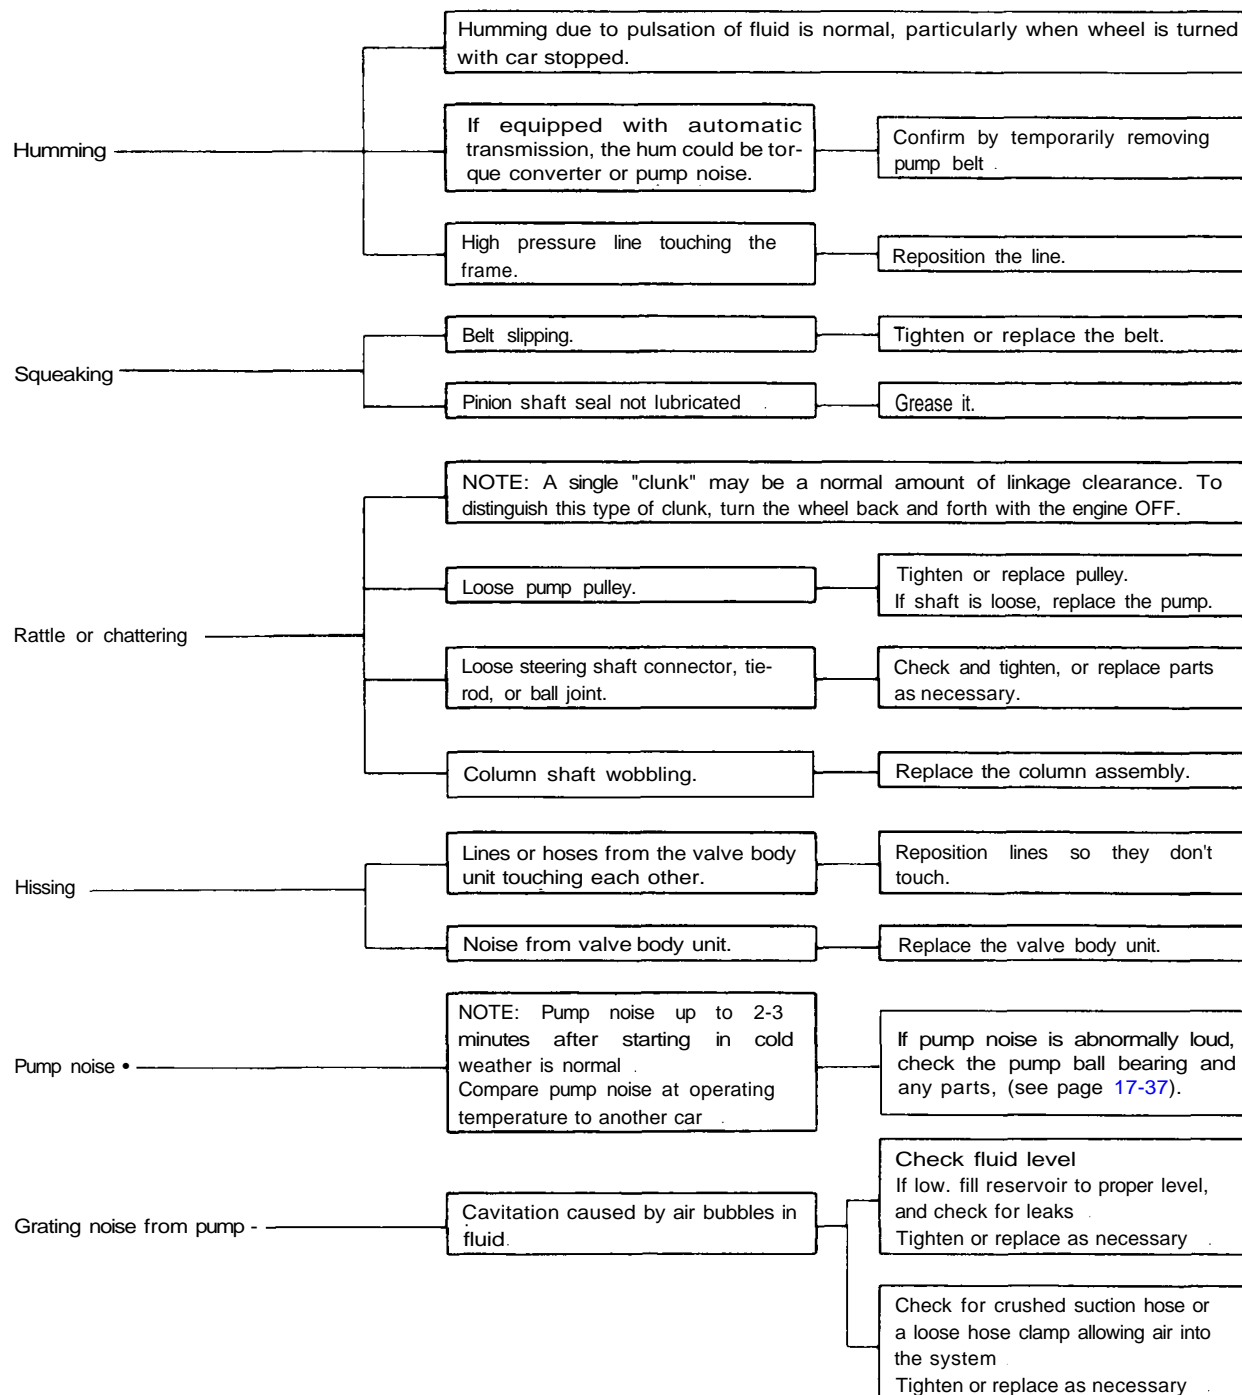 Humming due to pulsation of fluid is normal, particularly when wheel is turned
with car stopped.
Humming
If equipped with automatic
transmission, the hum could be tor-
que converter or pump noise.
Confirm by temporarily removing
pump belt .
High pressure line touching the
frame.
Reposition the line.
Squeaking
Belt slipping.
Tighten or replace the belt.
Pinion shaft seal not lubricated .
Grease it.
Rattle or chattering
NOTE: A single "clunk" may be a normal amount of linkage clearance. To
distinguish this type of clunk, turn the wheel back and forth with the engine OFF.
Loose pump pulley.
Tighten or replace pulley.
If shaft is loose, replace the pump.
Loose steering shaft connector, tie-
rod, or ball joint.
Check and tighten, or replace parts
as necessary.
Column shaft wobbling.
Replace the column assembly.
Hissing
Lines or hoses from the valve body
unit touching each other.
Reposition lines so they don't
touch.
Noise from valve body unit.
Replace the valve body unit.
Pump noise •
NOTE: Pump noise up to 2-3
minutes after starting in cold
weather is normal .
Compare pump noise at operating
temperature to another car .
If pump noise is abnormally loud,
check the pump ball bearing and
any parts, (see page 17-37).
Grating noise from pump -
Cavitation caused by air bubbles in
fluid.
Check fluid level
If low. fill reservoir to proper level,
and check for leaks .
Tighten or replace as necessary .
Check for crushed suction hose or
a loose hose clamp allowing air into
the system .
Tighten or replace as necessary .